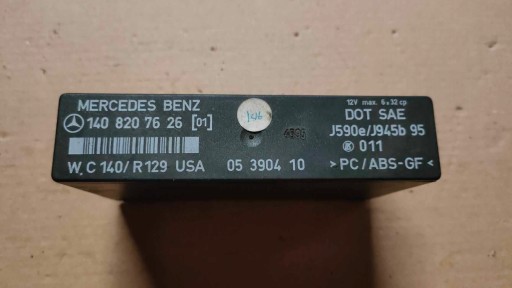 MERCEDES BENZ
140 820 76 26 [01]
W, C 140/R 129 USA
05 3904 10
12V max. 6x32 cp
DOT SAE
J590e/J945b 95
011
>PC/ABS-GF<